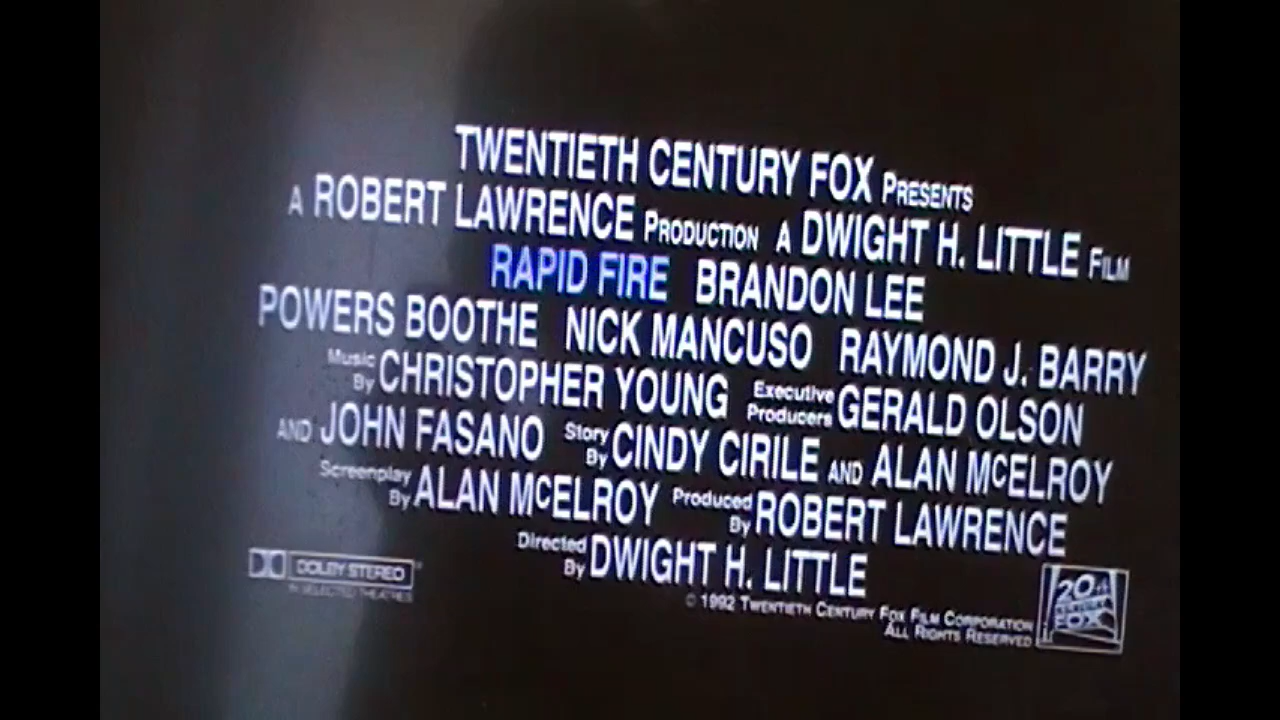 TWENTIETH CENTURY FOX PRESENTS
A ROBERT LAWRENCE PRODUCTION A DWIGHT H. LITTLE FILM
RAPID FIRE BRANDON LEE
POWERS BOOTHE NICK MANCUSO RAYMOND J. BARRY
Music By CHRISTOPHER YOUNG Executive Producers GERALD OLSON
AND JOHN FASANO Story By CINDY CIRILE AND ALAN McELROY
Screenplay By ALAN McELROY Produced By ROBERT LAWRENCE
Directed By DWIGHT H. LITTLE
DOLBY STEREO
IN SELECTED THEATRES
© 1992 TWENTIETH CENTURY FOX FILM CORPORATION
ALL RIGHTS RESERVED
20th
CENTURY
FOX